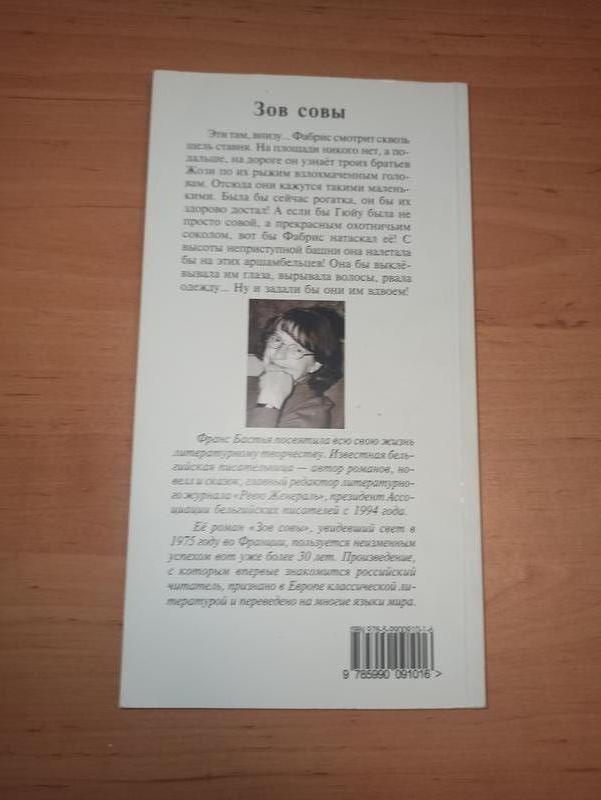 Зов совы
Эти там, внизу... Фабрис смотрит сквозь
щель ставня. На площади никого нет, а по-
дальше, на дороге он узнаёт троих братьев
Жози по их рыжим взлохмаченным голо-
вам. Отсюда они кажутся такими малень-
кими. Была бы сейчас рогатка, он бы их
здорово достал! А если бы Гюйу была не
просто совой, а прекрасным охотничьим
соколом, вот бы Фабрис натаскал её! С
высоты неприступной башни она налетала
бы на этих аршамбельцев! Она бы выклё-
вывала им глаза, вырывала волосы, рвала
одежду... Ну и задали бы они им вдвоем!
Франс Бастья посвятила всю свою жизнь
литературному творчеству. Известная бель-
гийская писательница — автор романов, но-
велл и сказок, главный редактор литературно-
го журнала «Ревю Женераль», президент Ассо-
циации бельгийских писателей с 1994 года.
Её роман «Зов совы», увидевший свет в
1975 году во Франции, пользуется неизменным
успехом вот уже более 30 лет. Произведение,
с которым впервые знакомится российский
читатель, признано в Европе классической ли-
тературой и переведено на многие языки мира.
ISBN
9 785990 091016 >